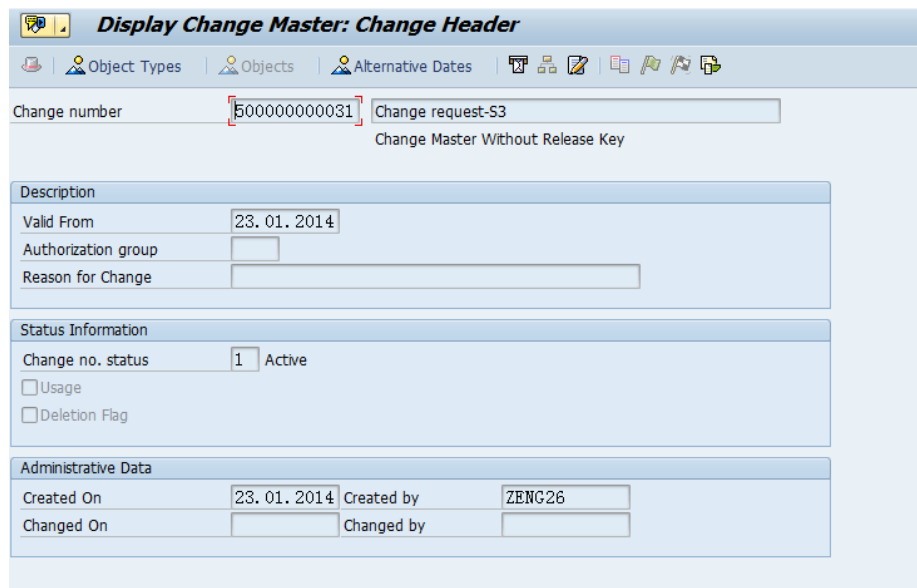 Display Change Master: Change Header
Object Types Objects Alternative Dates
Change number 500000000031 Change request-S3
Change Master Without Release Key
Description
Valid From 23.01.2014
Authorization group
Reason for Change
Status Information
Change no. status 1 Active
Usage
Deletion Flag
Administrative Data
Created On 23.01.2014 Created by ZENG26
Changed On Changed by